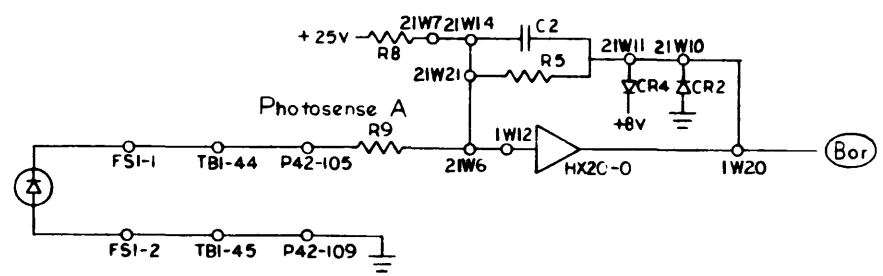 21W7 21W14 C2
+25V R8 R5 21W11 21W10
21W21 CR4 CR2
+8V
Photosense A
R9 1W12
FS1-1 TB1-44 P42-105 21W6 HX20-0 1W20 Bor
FS1-2 TB1-45 P42-109